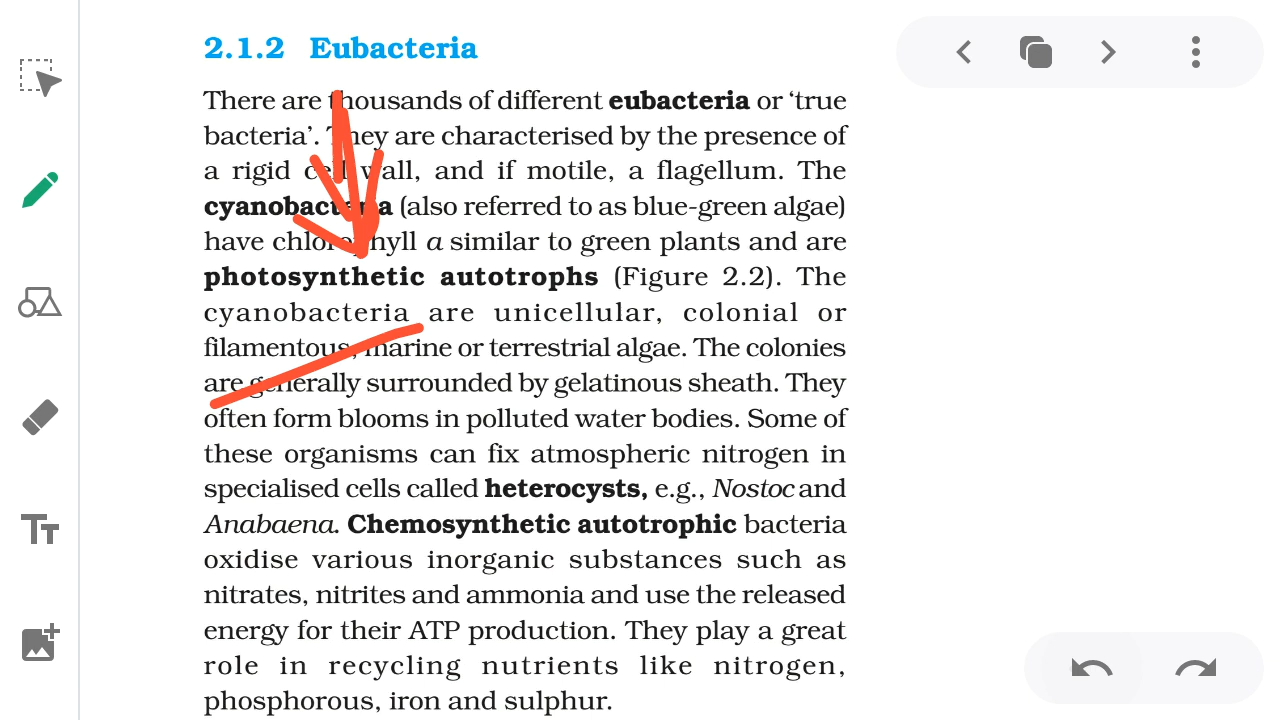 2.1.2 Eubacteria
There are thousands of different eubacteria or ‘true
bacteria’. They are characterised by the presence of
a rigid cell wall, and if motile, a flagellum. The
cyanobacteria (also referred to as blue-green algae)
have chlorophyll a similar to green plants and are
photosynthetic autotrophs (Figure 2.2). The
cyanobacteria are unicellular, colonial or
filamentous, marine or terrestrial algae. The colonies
are generally surrounded by gelatinous sheath. They
often form blooms in polluted water bodies. Some of
these organisms can fix atmospheric nitrogen in
specialised cells called heterocysts, e.g., Nostoc and
Anabaena. Chemosynthetic autotrophic bacteria
oxidise various inorganic substances such as
nitrates, nitrites and ammonia and use the released
energy for their ATP production. They play a great
role in recycling nutrients like nitrogen,
phosphorous, iron and sulphur.